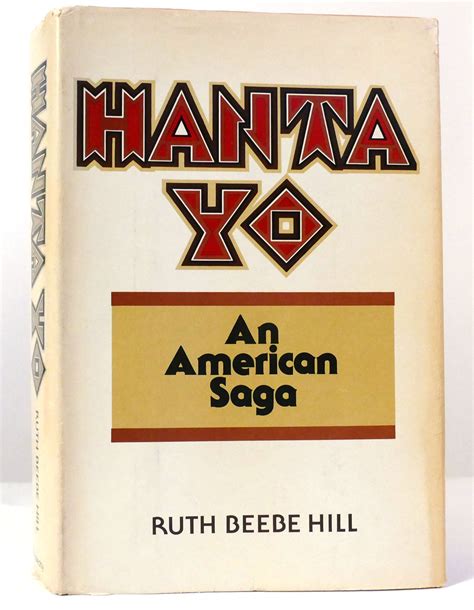 HANTA
YO
An
American
Saga
RUTH BEEBE HILL
HANTA YO
RUTH BEEBE HILL